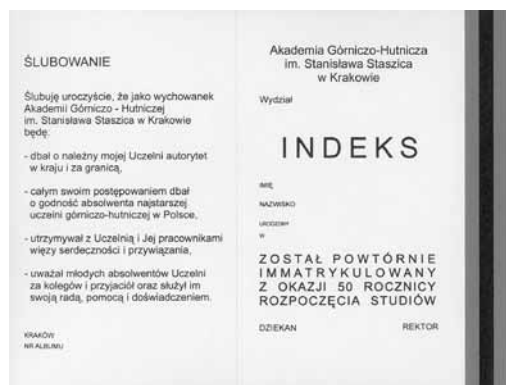 ŚLUBOWANIE
Ślubuję uroczyście, że jako wychowanek
Akademii Górniczo - Hutniczej
im. Stanisława Staszica w Krakowie
będę:
- dbał o należny mojej Uczelni autorytet
w kraju i za granicą,
- całym swoim postępowaniem dbał
o godność absolwenta najstarszej
uczelni górniczo-hutniczej w Polsce,
- utrzymywał z Uczelnią i Jej pracownikami
więzy serdeczności i przywiązania,
- uważał młodych absolwentów Uczelni
za kolegów i przyjaciół oraz służył im
swoją radą, pomocą i doświadczeniem.
KRAKÓW
NR ALBUMU
Akademia Górniczo-Hutnicza
im. Stanisława Staszica
w Krakowie
Wydział
INDEKS
IMIĘ
NAZWISKO
URODZONY
W
ZOSTAŁ POWTÓRNIE
IMMATRYKULOWANY
Z OKAZJI 50 ROCZNICY
ROZPOCZĘCIA STUDIÓW
DZIEKAN REKTOR